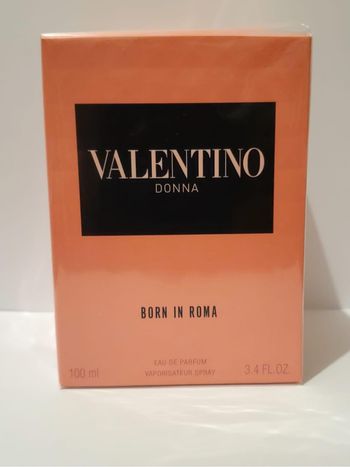 VALENTINO
DONNA
BORN IN ROMA
EAU DE PARFUM
VAPORISATEUR SPRAY
100 ml 3.4 FL.OZ.